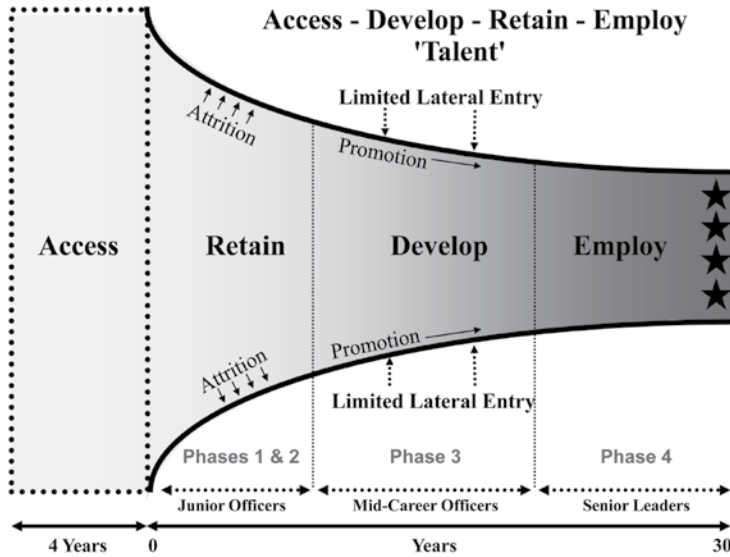 Access - Develop - Retain - Employ
'Talent'
Limited Lateral Entry
Attrition
Promotion
Access
Retain
Develop
Employ
Promotion
Attrition
Limited Lateral Entry
Phases 1 & 2
Phase 3
Phase 4
Junior Officers
Mid-Career Officers
Senior Leaders
4 Years
0
Years
30